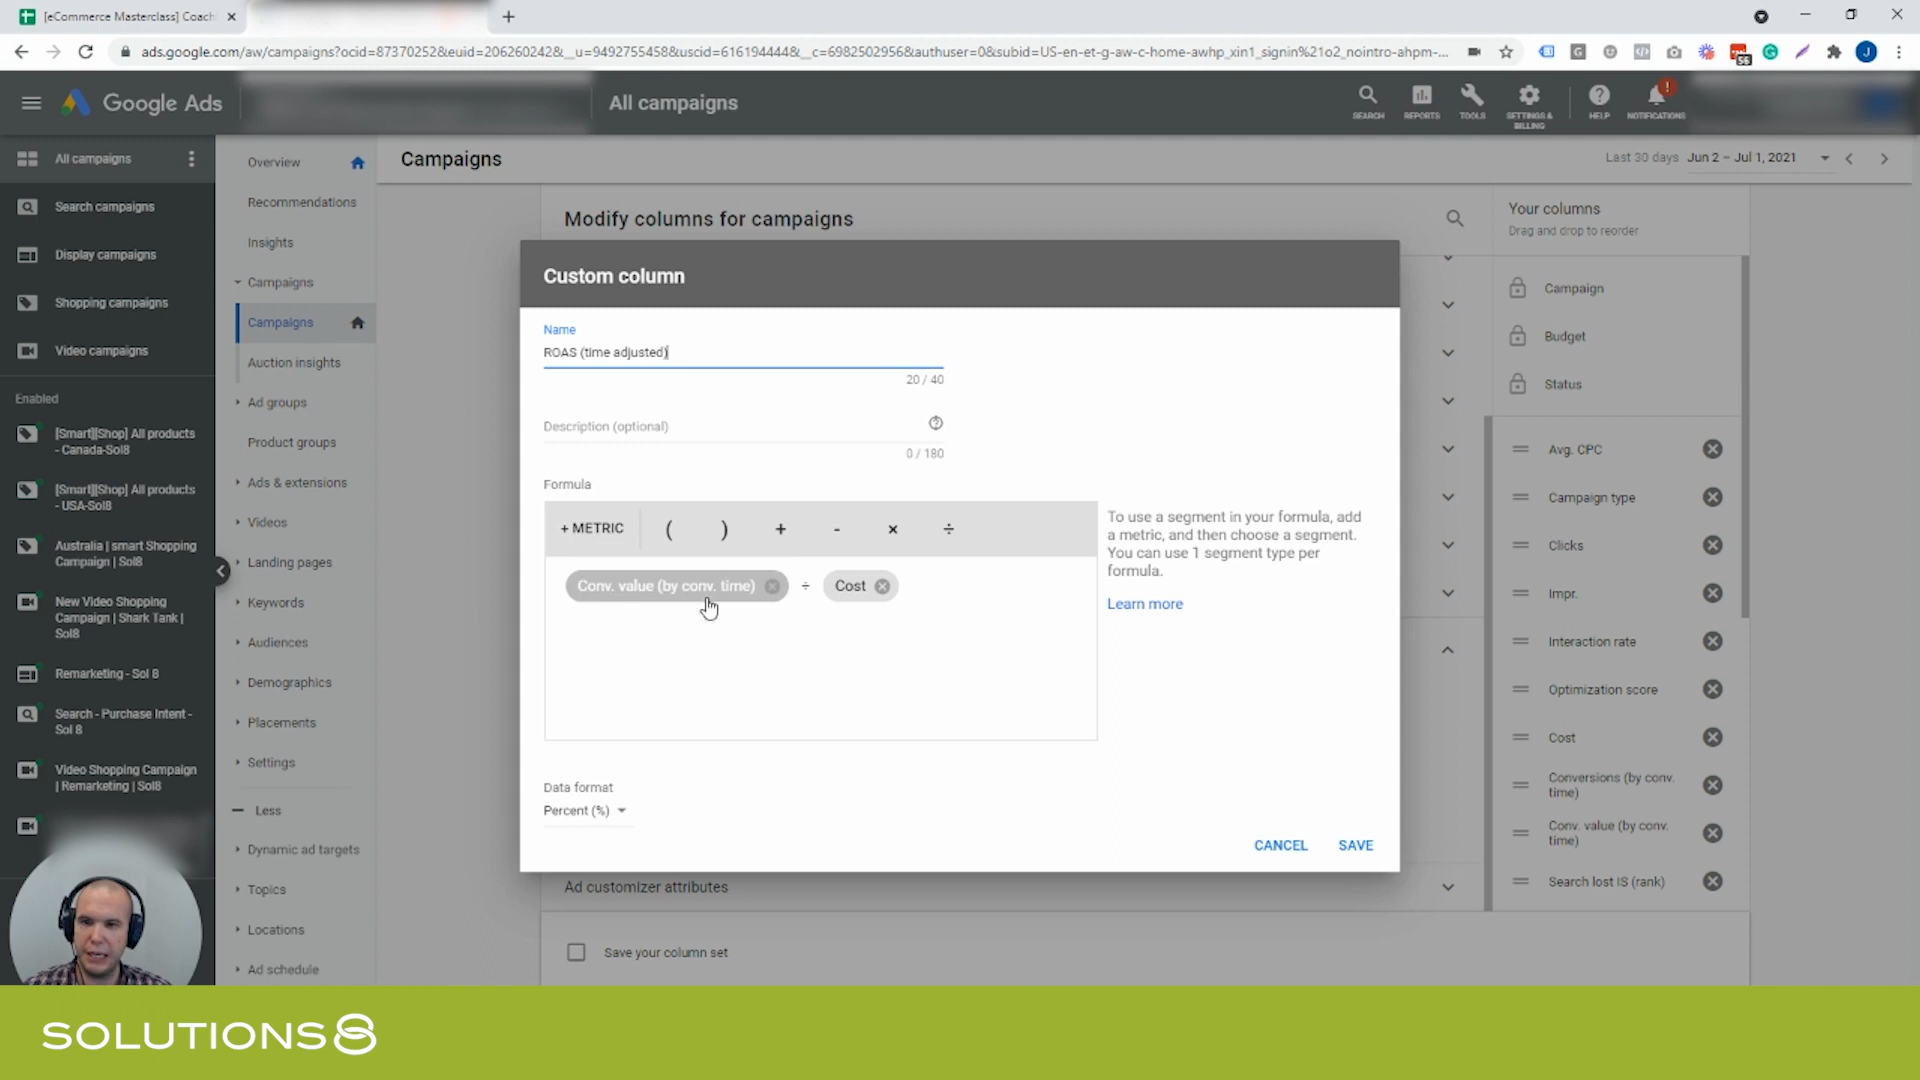 [eCommerce Masterclass] Coach
ads.google.com/aw/campaigns?ocid=87370252&euid=206260242&__u=9492755458&uscid=616194444&__c=6982502956&authuser=0&subid=US-en-et-g-aw-c-home-awhp_xin1_signin%21o2_nointro-ahpm-...
56
J
Google Ads
All campaigns
SEARCH
REPORTS
TOOLS
SETTINGS &
BILLING
HELP
!
NOTIFICATIONS
All campaigns
Search campaigns
Display campaigns
Shopping campaigns
Video campaigns
Enabled
[Smart][Shop] All products
- Canada-Sol8
[Smart][Shop] All products
- USA-Sol8
Australia | smart Shopping
Campaign | Sol8
New Video Shopping
Campaign | Shark Tank |
Sol8
Remarketing - Sol 8
Search - Purchase Intent -
Sol 8
Video Shopping Campaign
| Remarketing | Sol8
Overview
Recommendations
Insights
Campaigns
Campaigns
Auction insights
Ad groups
Product groups
Ads & extensions
Videos
Landing pages
Keywords
Audiences
Demographics
Placements
Settings
Less
Dynamic ad targets
Topics
Locations
Ad schedule
Campaigns
Last 30 days Jun 2 – Jul 1, 2021
Modify columns for campaigns
Custom column
Name
ROAS (time adjusted)
20 / 40
Description (optional)
0 / 180
Formula
+ METRIC ( ) + - × ÷
Conv. value (by conv. time) ÷ Cost
To use a segment in your formula, add
a metric, and then choose a segment.
You can use 1 segment type per
formula.
Learn more
Data format
Percent (%)
CANCEL SAVE
Ad customizer attributes
Save your column set
Your columns
Drag and drop to reorder
Campaign
Budget
Status
Avg. CPC
Campaign type
Clicks
Impr.
Interaction rate
Optimization score
Cost
Conversions (by conv.
time)
Conv. value (by conv.
time)
Search lost IS (rank)
SOLUTIONS8